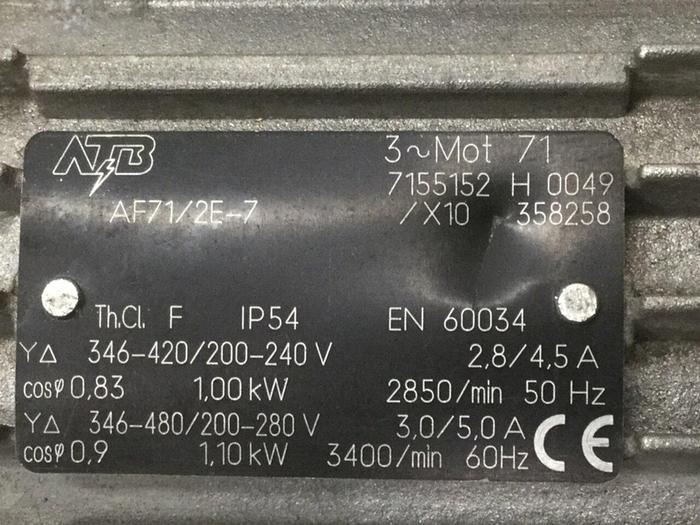 ATB 3~Mot 71
7155152 H 0049
AF71/2E-7 /X10 358258
Th.Cl. F IP54 EN 60034
Y△ 346-420/200-240 V 2,8/4,5 A
cosφ 0,83 1,00 kW 2850/min 50 Hz
Y△ 346-480/200-280 V 3,0/5,0 A
cosφ 0,9 1,10 kW 3400/min 60Hz CE